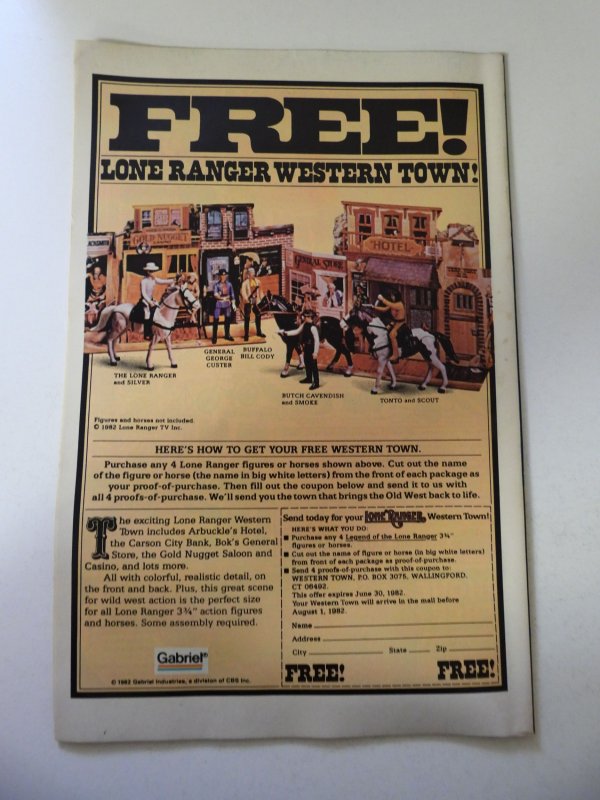 FREE!
LONE RANGER WESTERN TOWN!
GOLD NUGGET
GENERAL STORE
HOTEL
THE LONE RANGER
and SILVER
GENERAL
GEORGE
CUSTER
BUFFALO
BILL CODY
BUTCH CAVENDISH
and SMOKE
TONTO and SCOUT
Figures and horses not included.
© 1982 Lone Ranger TV Inc.
HERE'S HOW TO GET YOUR FREE WESTERN TOWN.
Purchase any 4 Lone Ranger figures or horses shown above. Cut out the name
of the figure or horse (the name in big white letters) from the front of each package as
your proof-of-purchase. Then fill out the coupon below and send it to us with
all 4 proofs-of-purchase. We'll send you the town that brings the Old West back to life.
The exciting Lone Ranger Western
Town includes Arbuckle's Hotel,
the Carson City Bank, Bok's General
Store, the Gold Nugget Saloon and
Casino, and lots more.
All with colorful, realistic detail, on
the front and back. Plus, this great scene
for wild west action is the perfect size
for all Lone Ranger 3¾" action figures
and horses. Some assembly required.
Gabriel®
© 1982 Gabriel Industries, a division of CBS Inc.
Send today for your LONE RANGER Western Town!
HERE'S WHAT YOU DO:
■ Purchase any 4 Legend of the Lone Ranger 3¾"
figures or horses.
■ Cut out name of figure or horse (in big white letters)
from front of each package as proof-of-purchase.
■ Send 4 proofs-of-purchase with this coupon to:
WESTERN TOWN, P.O. BOX 3075, WALLINGFORD,
CT 06492.
This offer expires June 30, 1982.
Your Western Town will arrive in the mail before
August 1, 1982.
Name
Address
City State Zip
FREE! FREE!